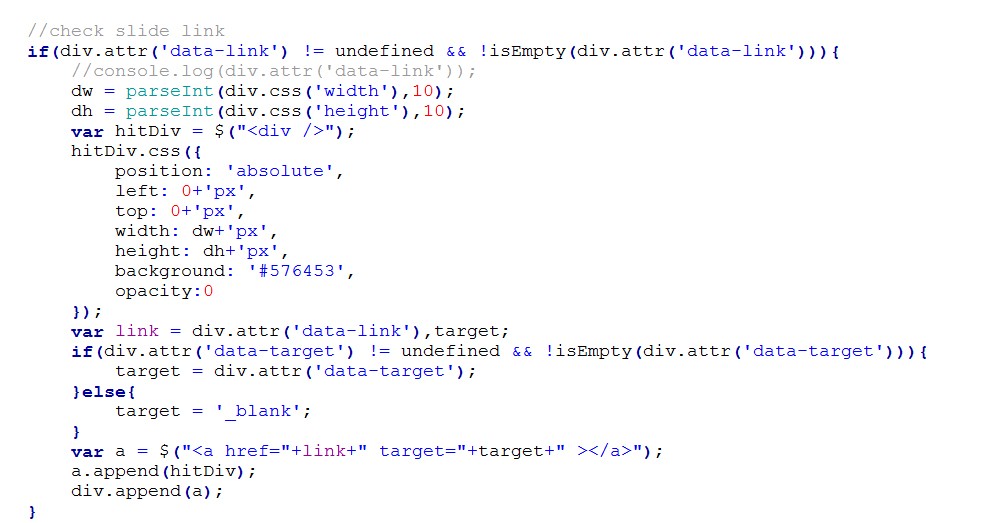 //check slide link
if(div.attr('data-link') != undefined && !isEmpty(div.attr('data-link'))){
    //console.log(div.attr('data-link'));
    dw = parseInt(div.css('width'),10);
    dh = parseInt(div.css('height'),10);
    var hitDiv = $("<div />");
    hitDiv.css({
        position: 'absolute',
        left: 0+'px',
        top: 0+'px',
        width: dw+'px',
        height: dh+'px',
        background: '#576453',
        opacity:0
    });
    var link = div.attr('data-link'),target;
    if(div.attr('data-target') != undefined && !isEmpty(div.attr('data-target'))){
        target = div.attr('data-target');
    }else{
        target = '_blank';
    }
    var a = $("<a href="+link+" target="+target+" ></a>");
    a.append(hitDiv);
    div.append(a);
}